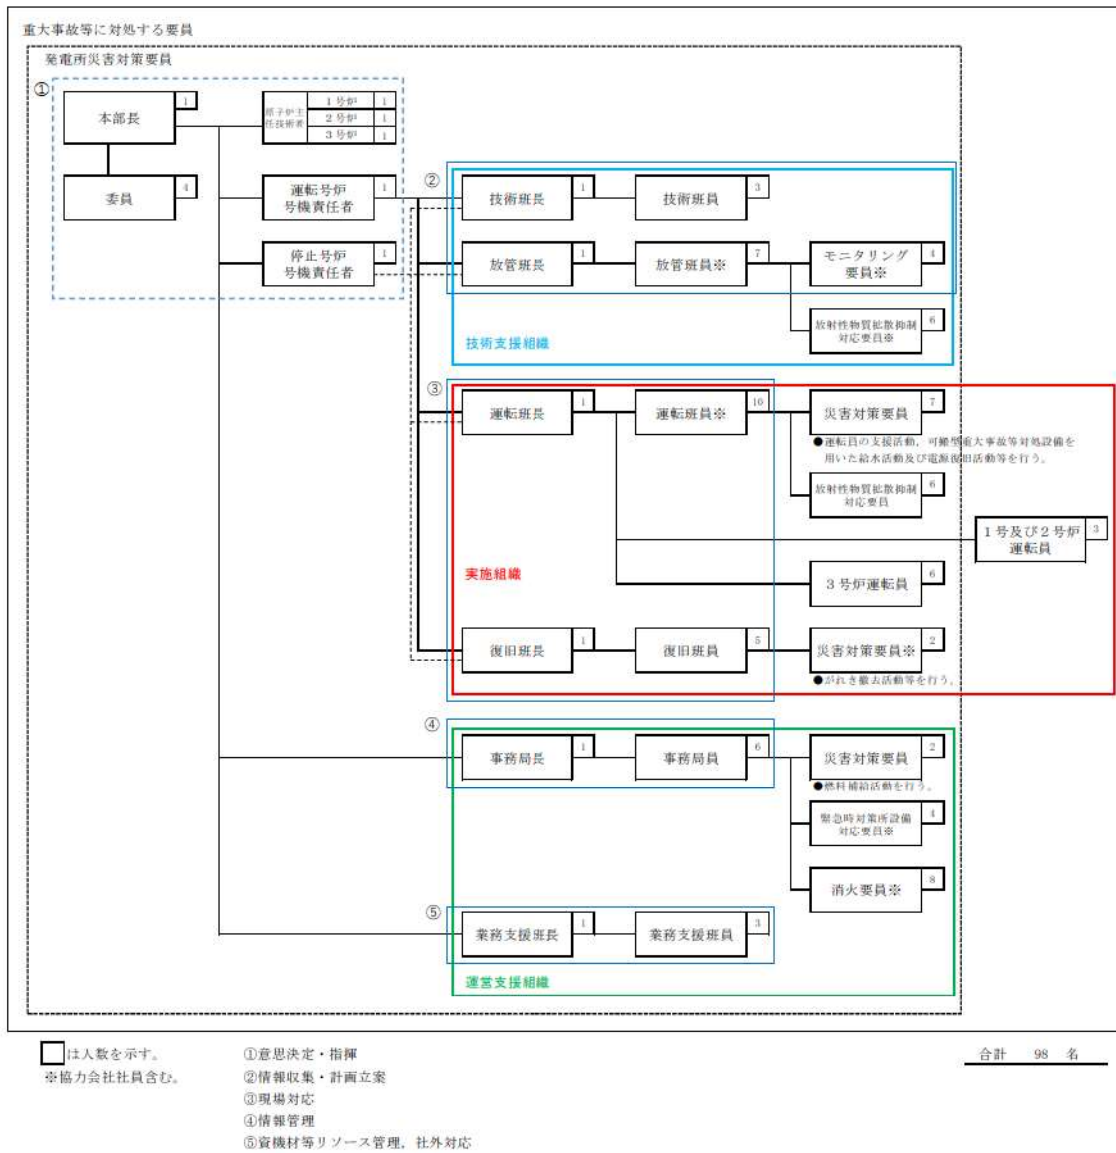 重大事故等に対処する要員
発電所災害対策要員
①
本部長
1
原子炉主
任技術者
1号炉
1
2号炉
1
3号炉
1
委員
4
運転号炉
号機責任者
1
停止号炉
号機責任者
1
②
技術班長
1
技術班員
3
放管班長
1
放管班員※
7
モニタリング
要員※
4
放射性物質拡散抑制
対応要員※
6
技術支援組織
③
運転班長
1
運転班員※
10
災害対策要員
7
●運転員の支援活動，可搬型重大事故等対処設備を
用いた給水活動及び電源復旧活動等を行う。
放射性物質拡散抑制
対応要員
6
1号及び2号炉
運転員
3
実施組織
3号炉運転員
6
復旧班長
1
復旧班員
5
災害対策要員※
2
●がれき撤去活動等を行う。
④
事務局長
1
事務局員
6
災害対策要員
2
●燃料補給活動を行う。
緊急時対策所設備
対応要員※
4
消火要員※
8
⑤
業務支援班長
1
業務支援班員
3
運営支援組織
は人数を示す。
※協力会社社員含む。
①意思決定・指揮
②情報収集・計画立案
③現場対応
④情報管理
⑤資機材等リソース管理，社外対応
合計 98 名